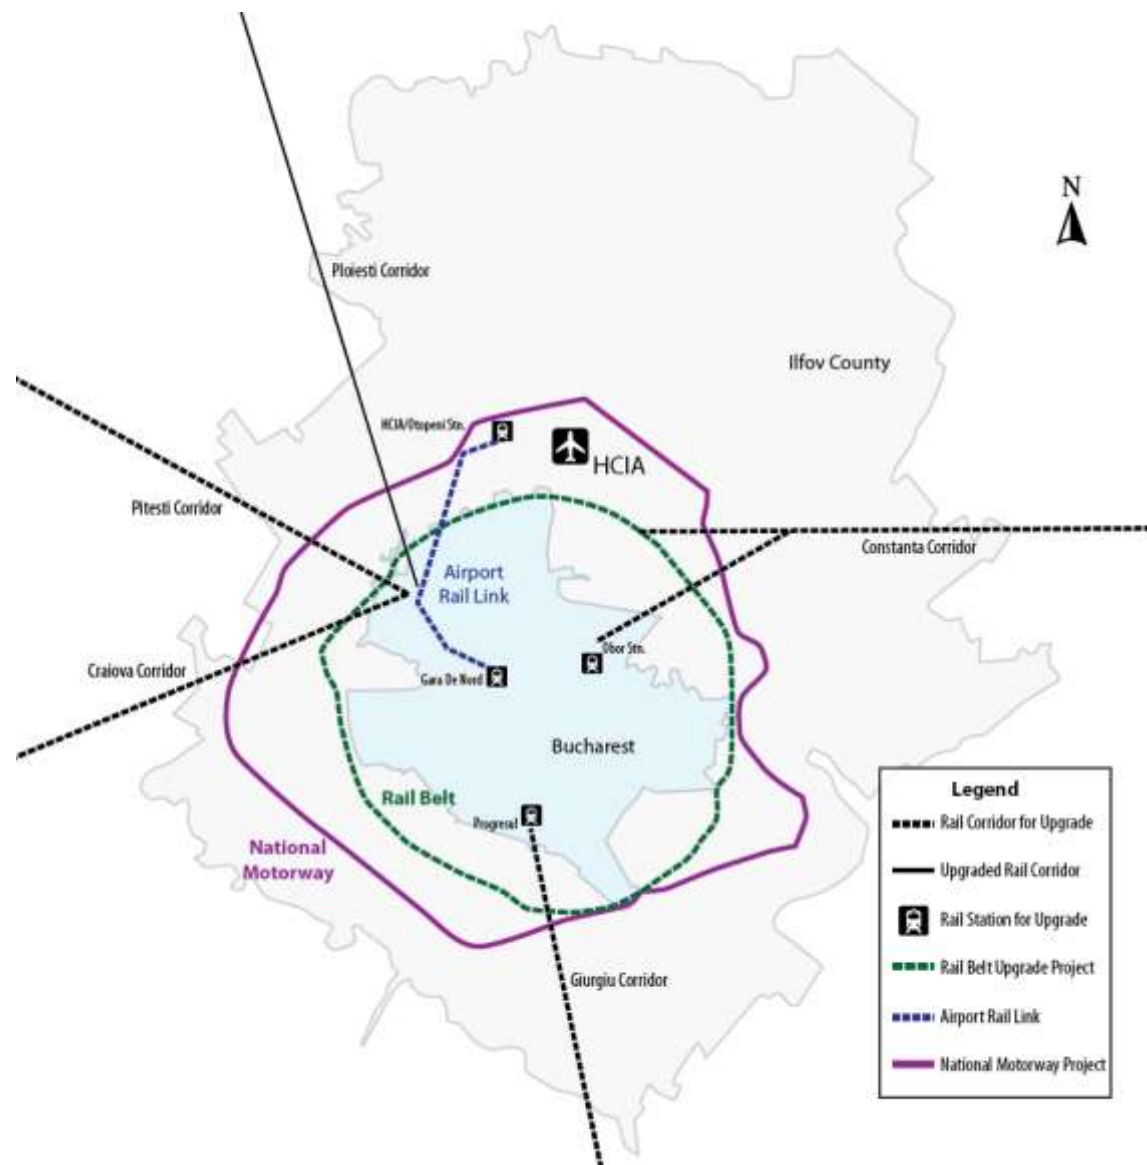 N
Ploiesti Corridor
Ilfov County
HCIA/Otopeni Stn.
HCIA
Pitesti Corridor
Constanta Corridor
Airport
Rail Link
Obor Stn.
Craiova Corridor
Gara De Nord
Bucharest
Rail Belt
Progresul
National
Motorway
Giurgiu Corridor
Legend
Rail Corridor for Upgrade
Upgraded Rail Corridor
Rail Station for Upgrade
Rail Belt Upgrade Project
Airport Rail Link
National Motorway Project